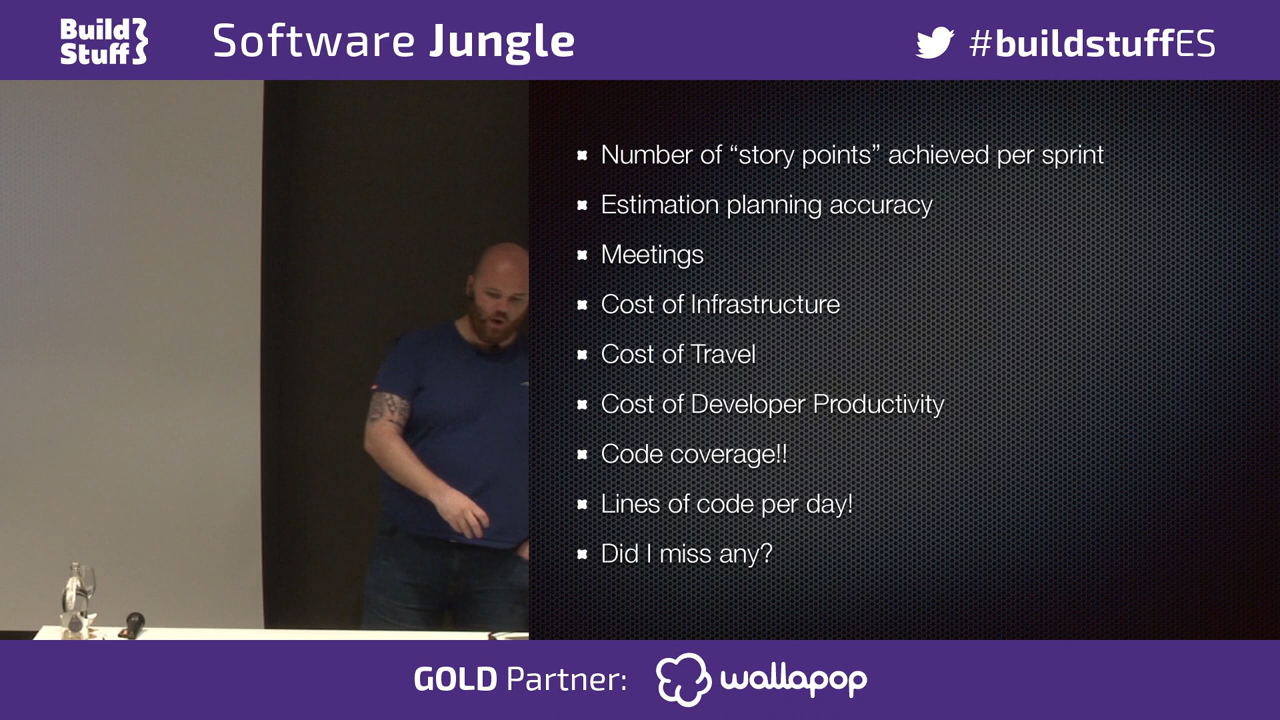 Build
Stuff
Software Jungle
#buildstuffES
Number of “story points” achieved per sprint
Estimation planning accuracy
Meetings
Cost of Infrastructure
Cost of Travel
Cost of Developer Productivity
Code coverage!!
Lines of code per day!
Did I miss any?
GOLD Partner:
wallapop